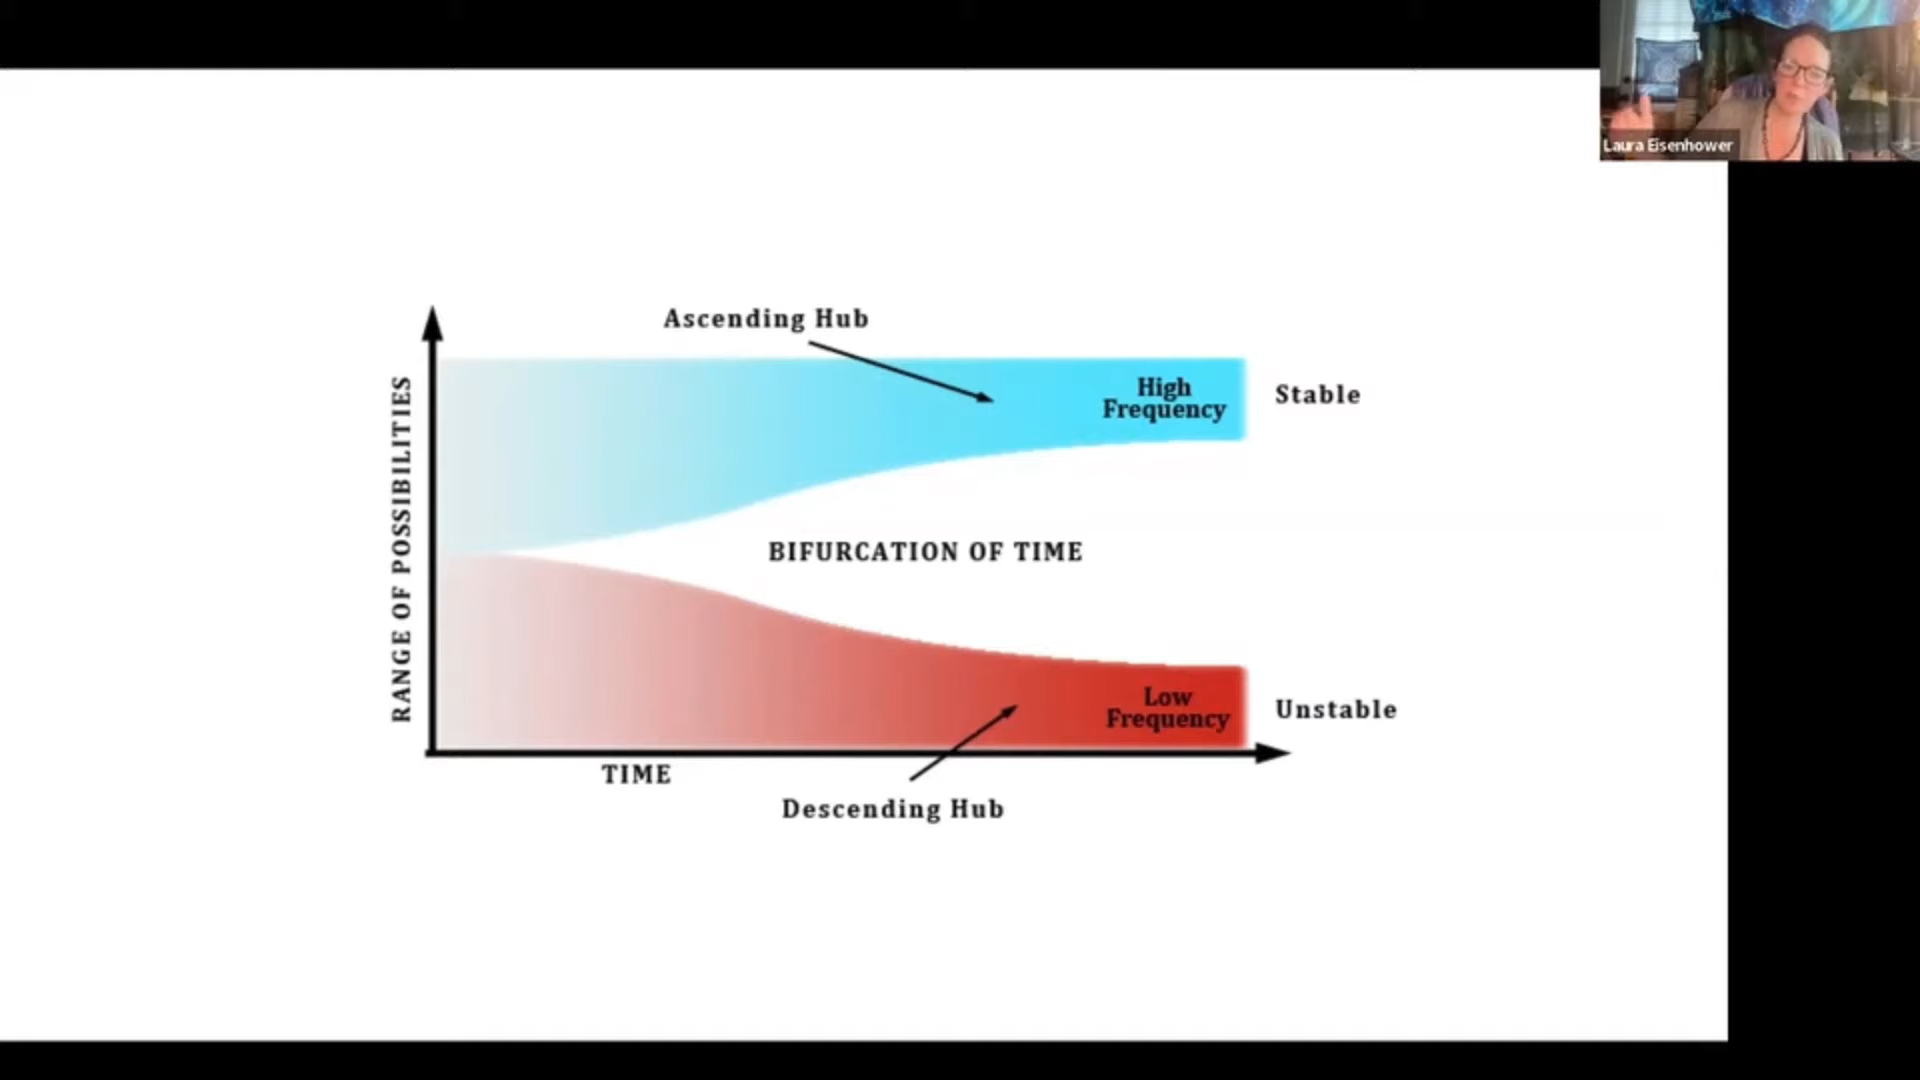 Laura Eisenhower
Ascending Hub
High
Frequency
Stable
RANGE OF POSSIBILITIES
BIFURCATION OF TIME
Low
Frequency
Unstable
TIME
Descending Hub